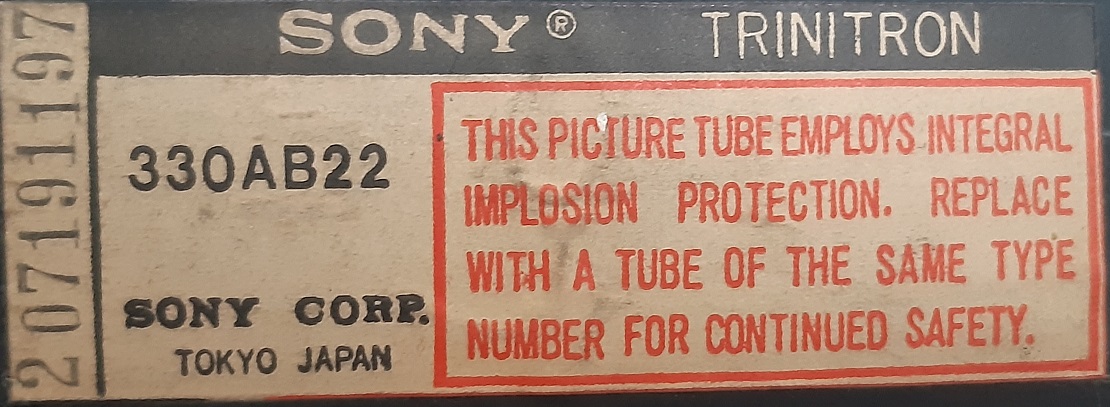 SONY® TRINITRON
207191197
330AB22
SONY CORP.
TOKYO JAPAN
THIS PICTURE TUBE EMPLOYS INTEGRAL
IMPLOSION PROTECTION. REPLACE
WITH A TUBE OF THE SAME TYPE
NUMBER FOR CONTINUED SAFETY.